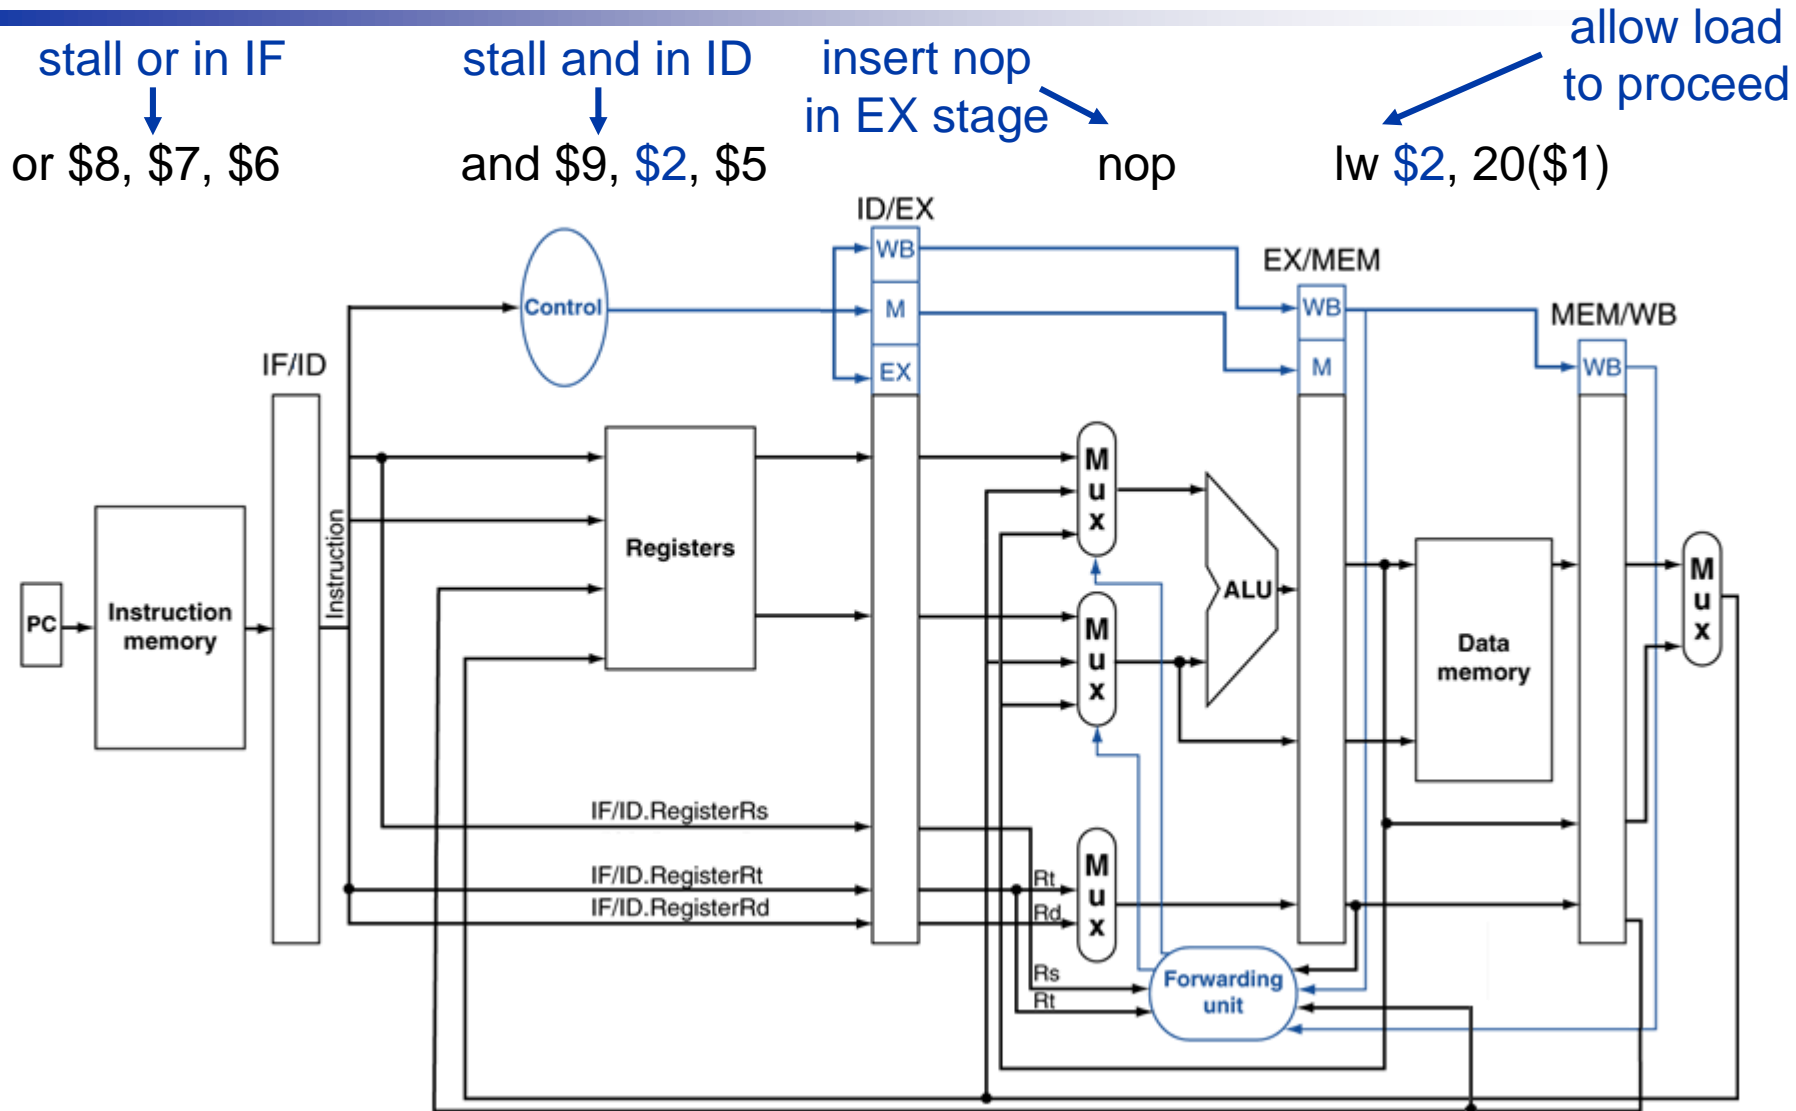 stall or in IF
stall and in ID
insert nop
in EX stage
allow load
to proceed
or $8, $7, $6
and $9, $2, $5
nop
lw $2, 20($1)
ID/EX
WB
EX/MEM
Control
M
WB
MEM/WB
IF/ID
EX
M
WB
Instruction
Registers
M
u
x
PC
Instruction
memory
ALU
M
u
x
Data
memory
M
u
x
IF/ID.RegisterRs
IF/ID.RegisterRt
IF/ID.RegisterRd
Rt
Rd
M
u
x
Rs
Rt
Forwarding
unit